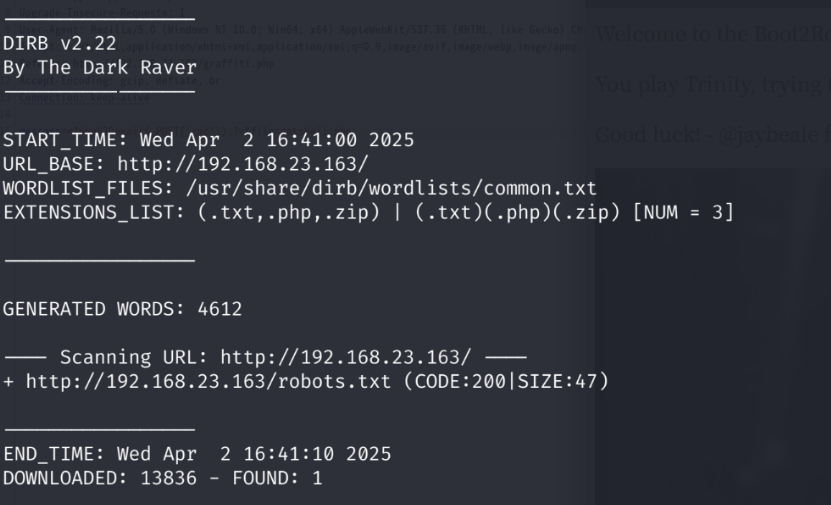 DIRB v2.22
By The Dark Raver
START_TIME: Wed Apr  2 16:41:00 2025
URL_BASE: http://192.168.23.163/
WORDLIST_FILES: /usr/share/dirb/wordlists/common.txt
EXTENSIONS_LIST: (.txt,.php,.zip) | (.txt)(.php)(.zip) [NUM = 3]
GENERATED WORDS: 4612
---- Scanning URL: http://192.168.23.163/ ----
+ http://192.168.23.163/robots.txt (CODE:200|SIZE:47)
END_TIME: Wed Apr  2 16:41:10 2025
DOWNLOADED: 13836 - FOUND: 1
Welcome to the Boot2R
You play Trinity, trying
Good luck! - @jaybeale